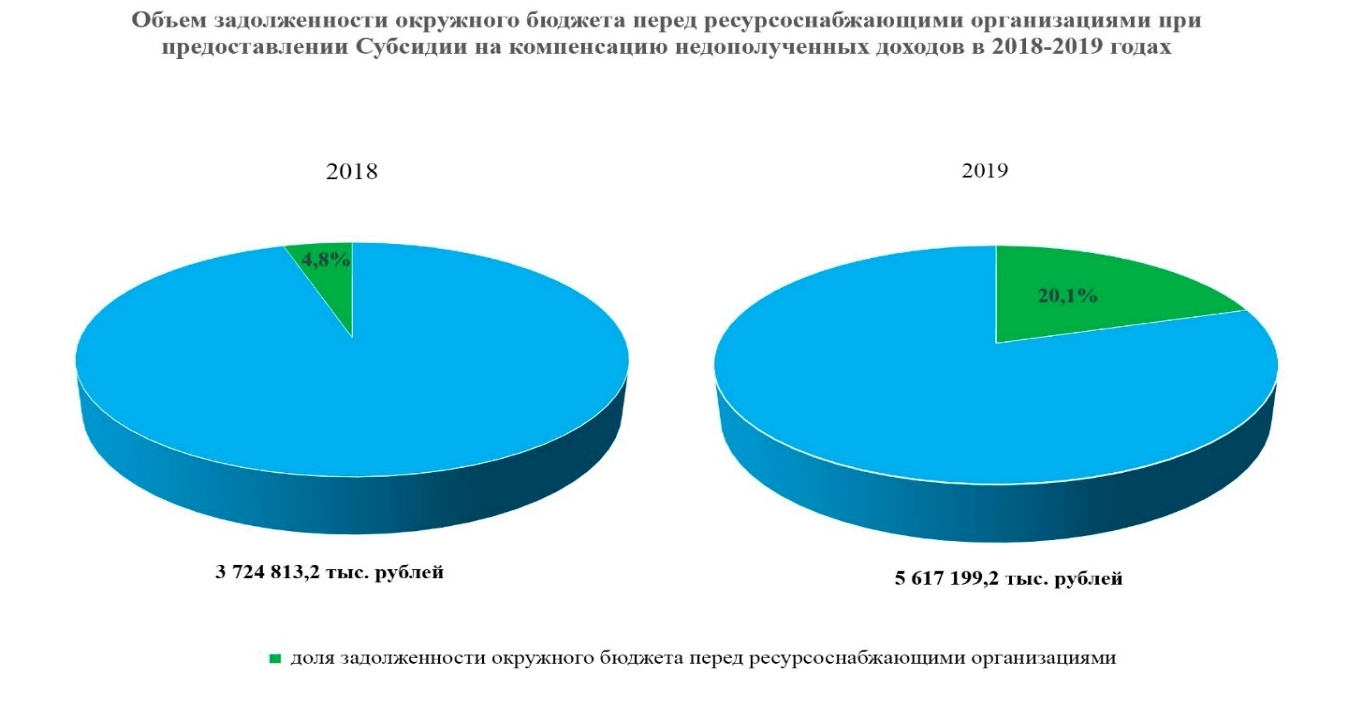 Объем задолженности окружного бюджета перед ресурсоснабжающими организациями при
предоставлении Субсидии на компенсацию недополученных доходов в 2018-2019 годах
2018
2019
4,8%
20,1%
3 724 813,2 тыс. рублей
5 617 199,2 тыс. рублей
доля задолженности окружного бюджета перед ресурсоснабжающими организациями